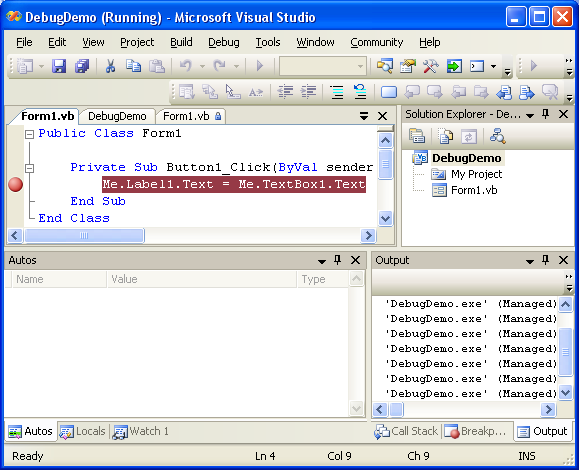 DebugDemo (Running) - Microsoft Visual Studio
File Edit View Project Build Debug Tools Window Community Help
Form1.vb DebugDemo Form1.vb
Solution Explorer - De...
Public Class Form1
Private Sub Button1_Click(ByVal sender
Me.Label1.Text = Me.TextBox1.Text
End Sub
End Class
DebugDemo
My Project
Form1.vb
Autos
Name Value Type
Output
'DebugDemo.exe' (Managed)
'DebugDemo.exe' (Managed)
'DebugDemo.exe' (Managed)
'DebugDemo.exe' (Managed)
'DebugDemo.exe' (Managed)
'DebugDemo.exe' (Managed)
'DebugDemo.exe' (Managed)
Autos Locals Watch 1
Call Stack Breakp... Output
Ready Ln 4 Col 9 Ch 9 INS